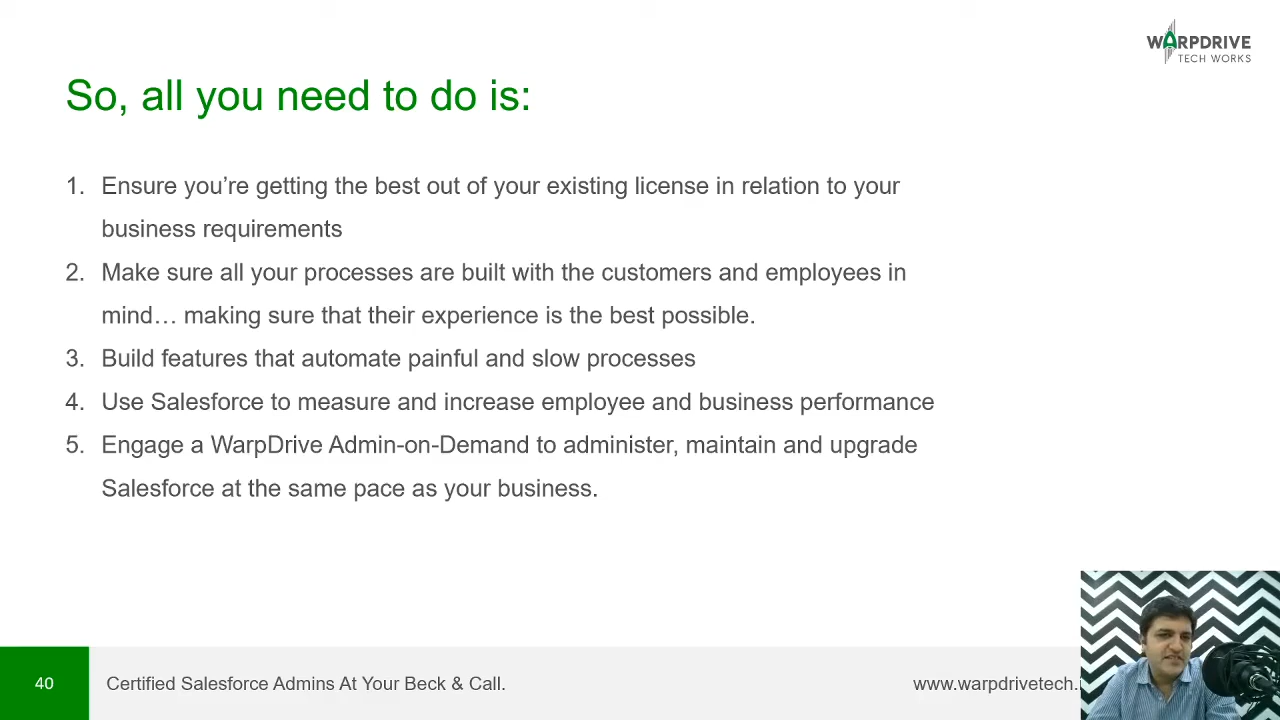 WARPDRIVE
TECH WORKS
So, all you need to do is:
1. Ensure you’re getting the best out of your existing license in relation to your
business requirements
2. Make sure all your processes are built with the customers and employees in
mind… making sure that their experience is the best possible.
3. Build features that automate painful and slow processes
4. Use Salesforce to measure and increase employee and business performance
5. Engage a WarpDrive Admin-on-Demand to administer, maintain and upgrade
Salesforce at the same pace as your business.
40 Certified Salesforce Admins At Your Beck & Call. www.warpdrivetech.